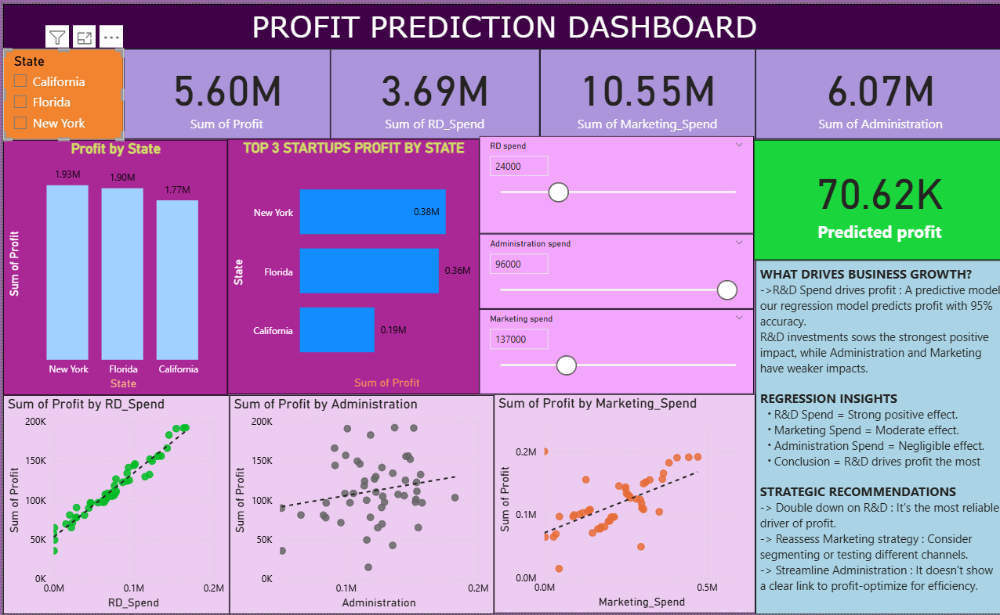 PROFIT PREDICTION DASHBOARD
State
California
Florida
New York
5.60M
Sum of Profit
3.69M
Sum of RD_Spend
10.55M
Sum of Marketing_Spend
6.07M
Sum of Administration
Profit by State
Sum of Profit
1.93M
1.90M
1.77M
New York
Florida
California
State
TOP 3 STARTUPS PROFIT BY STATE
State
New York
0.38M
Florida
0.36M
California
0.19M
Sum of Profit
RD spend
24000
Administration spend
96000
Marketing spend
137000
70.62K
Predicted profit
WHAT DRIVES BUSINESS GROWTH?
->R&D Spend drives profit : A predictive model
our regression model predicts profit with 95%
accuracy.
R&D investments sows the strongest positive
impact, while Administration and Marketing
have weaker impacts.
REGRESSION INSIGHTS
• R&D Spend = Strong positive effect.
• Marketing Spend = Moderate effect.
• Administration Spend = Negligible effect.
• Conclusion = R&D drives profit the most
STRATEGIC RECOMMENDATIONS
-> Double down on R&D : It's the most reliable
driver of profit.
-> Reassess Marketing strategy : Consider
segmenting or testing different channels.
-> Streamline Administration : It doesn't show
a clear link to profit-optimize for efficiency.
Sum of Profit by RD_Spend
Sum of Profit
200K
150K
100K
50K
0K
0.0M
0.1M
0.2M
RD_Spend
Sum of Profit by Administration
Sum of Profit
200K
150K
100K
50K
0K
0.1M
0.2M
Administration
Sum of Profit by Marketing_Spend
Sum of Profit
0.2M
0.1M
0.0M
0.0M
0.5M
Marketing_Spend